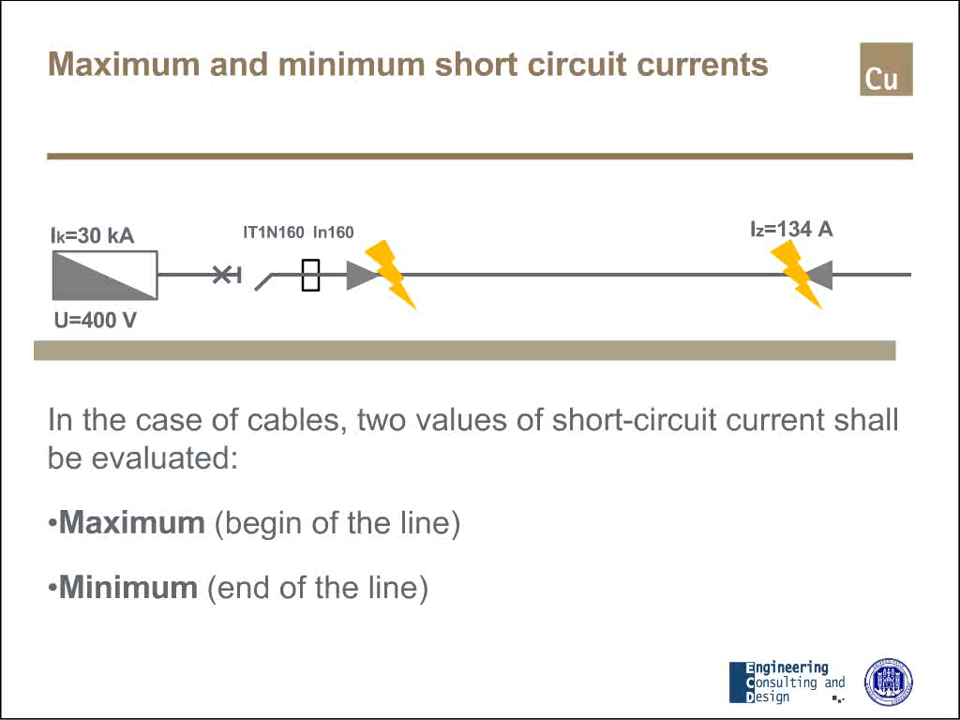 Maximum and minimum short circuit currents
Cu
Ik=30 kA
IT1N160 In160
Iz=134 A
U=400 V
In the case of cables, two values of short-circuit current shall
be evaluated:
•Maximum (begin of the line)
•Minimum (end of the line)
Engineering
Consulting and
Design